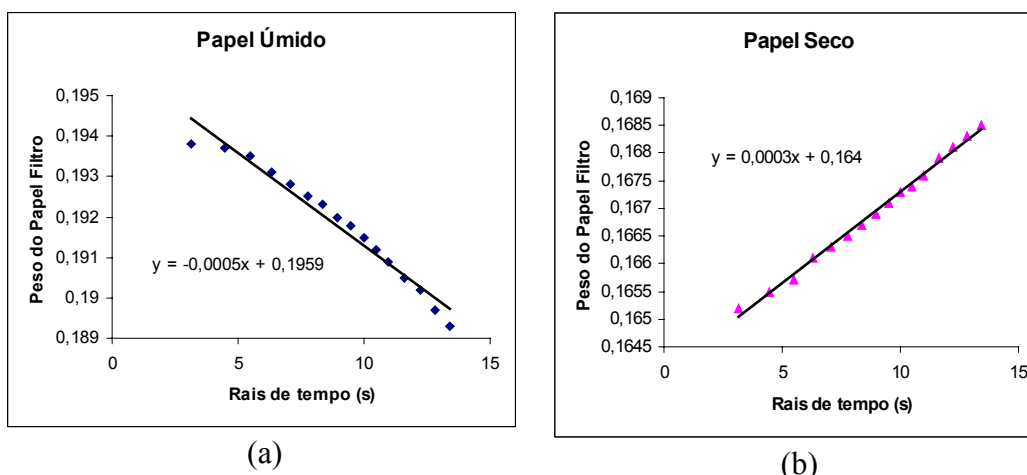 Papel Úmido
Peso do Papel Filtro
0,195
0,194
0,193
0,192
0,191
0,19
0,189
y = -0,0005x + 0,1959
0 5 10 15
Rais de tempo (s)
(a)
Papel Seco
Peso do Papel Filtro
0,169
0,1685
0,168
0,1675
0,167
0,1665
0,166
0,1655
0,165
0,1645
y = 0,0003x + 0,164
0 5 10 15
Rais de tempo (s)
(b)